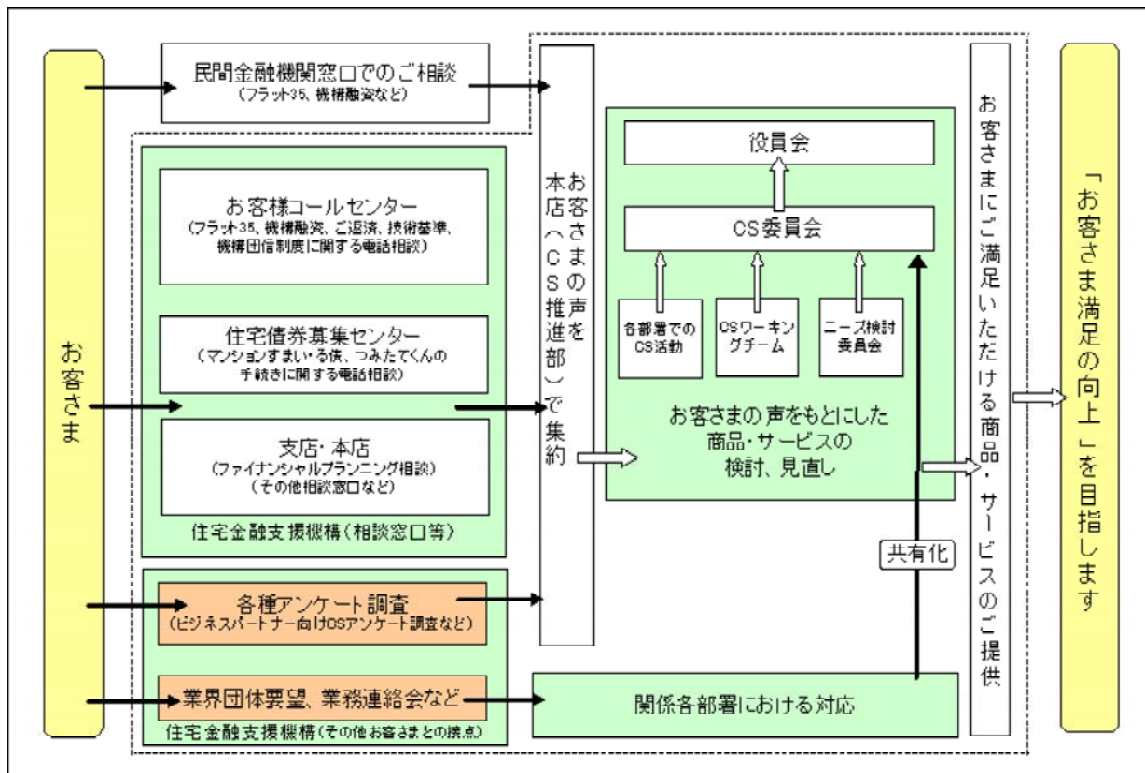 お客さま
民間金融機関窓口でのご相談
(フラット35、機構融資など)
お客様コールセンター
(フラット35、機構融資、ご返済、技術基準、
機構団信制度に関する電話相談)
住宅債券募集センター
(マンションすまい・る債、つみたてくんの
手続きに関する電話相談)
支店・本店
(ファイナンシャルプランニング相談)
(その他相談窓口など)
住宅金融支援機構(相談窓口等)
各種アンケート調査
(ビジネスパートナー向けCSアンケート調査など)
業界団体要望、業務連絡会など
住宅金融支援機構(その他お客さまとの接点)
お客さまの声を
本店(CS推進部)で集約
役員会
CS委員会
各部署での
CS活動
CSワーキン
グチーム
ニーズ検討
委員会
お客さまの声をもとにした
商品・サービスの
検討、見直し
共有化
関係各部署における対応
お客さまにご満足いただける商品・サービスのご提供
「お客さま満足の向上」を目指します